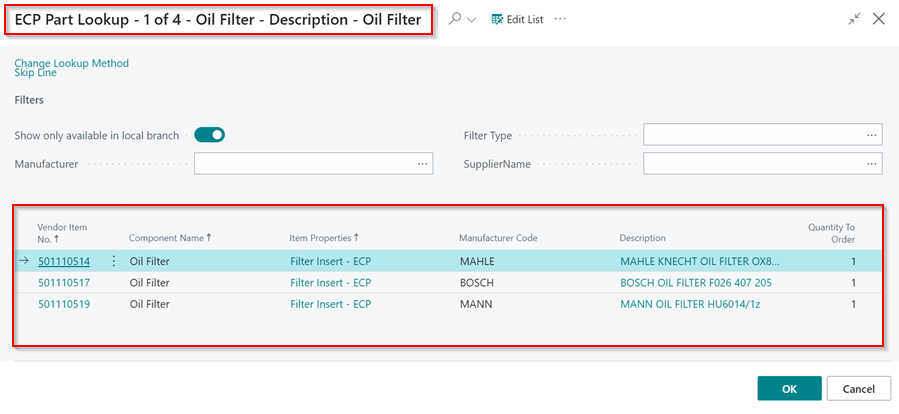 ECP Part Lookup - 1 of 4 - Oil Filter - Description - Oil Filter Edit List ···
Change Lookup Method
Skip Line
Filters
Show only available in local branch Filter Type ···
Manufacturer ··· SupplierName ···
Vendor Item No. ↑ Component Name ↑ Item Properties ↑ Manufacturer Code Description Quantity To Order
→ 501110514 ⋮ Oil Filter Filter Insert - ECP MAHLE MAHLE KNECHT OIL FILTER OX8... 1
501110517 Oil Filter Filter Insert - ECP BOSCH BOSCH OIL FILTER F026 407 205 1
501110519 Oil Filter Filter Insert - ECP MANN MANN OIL FILTER HU6014/1z 1
OK Cancel